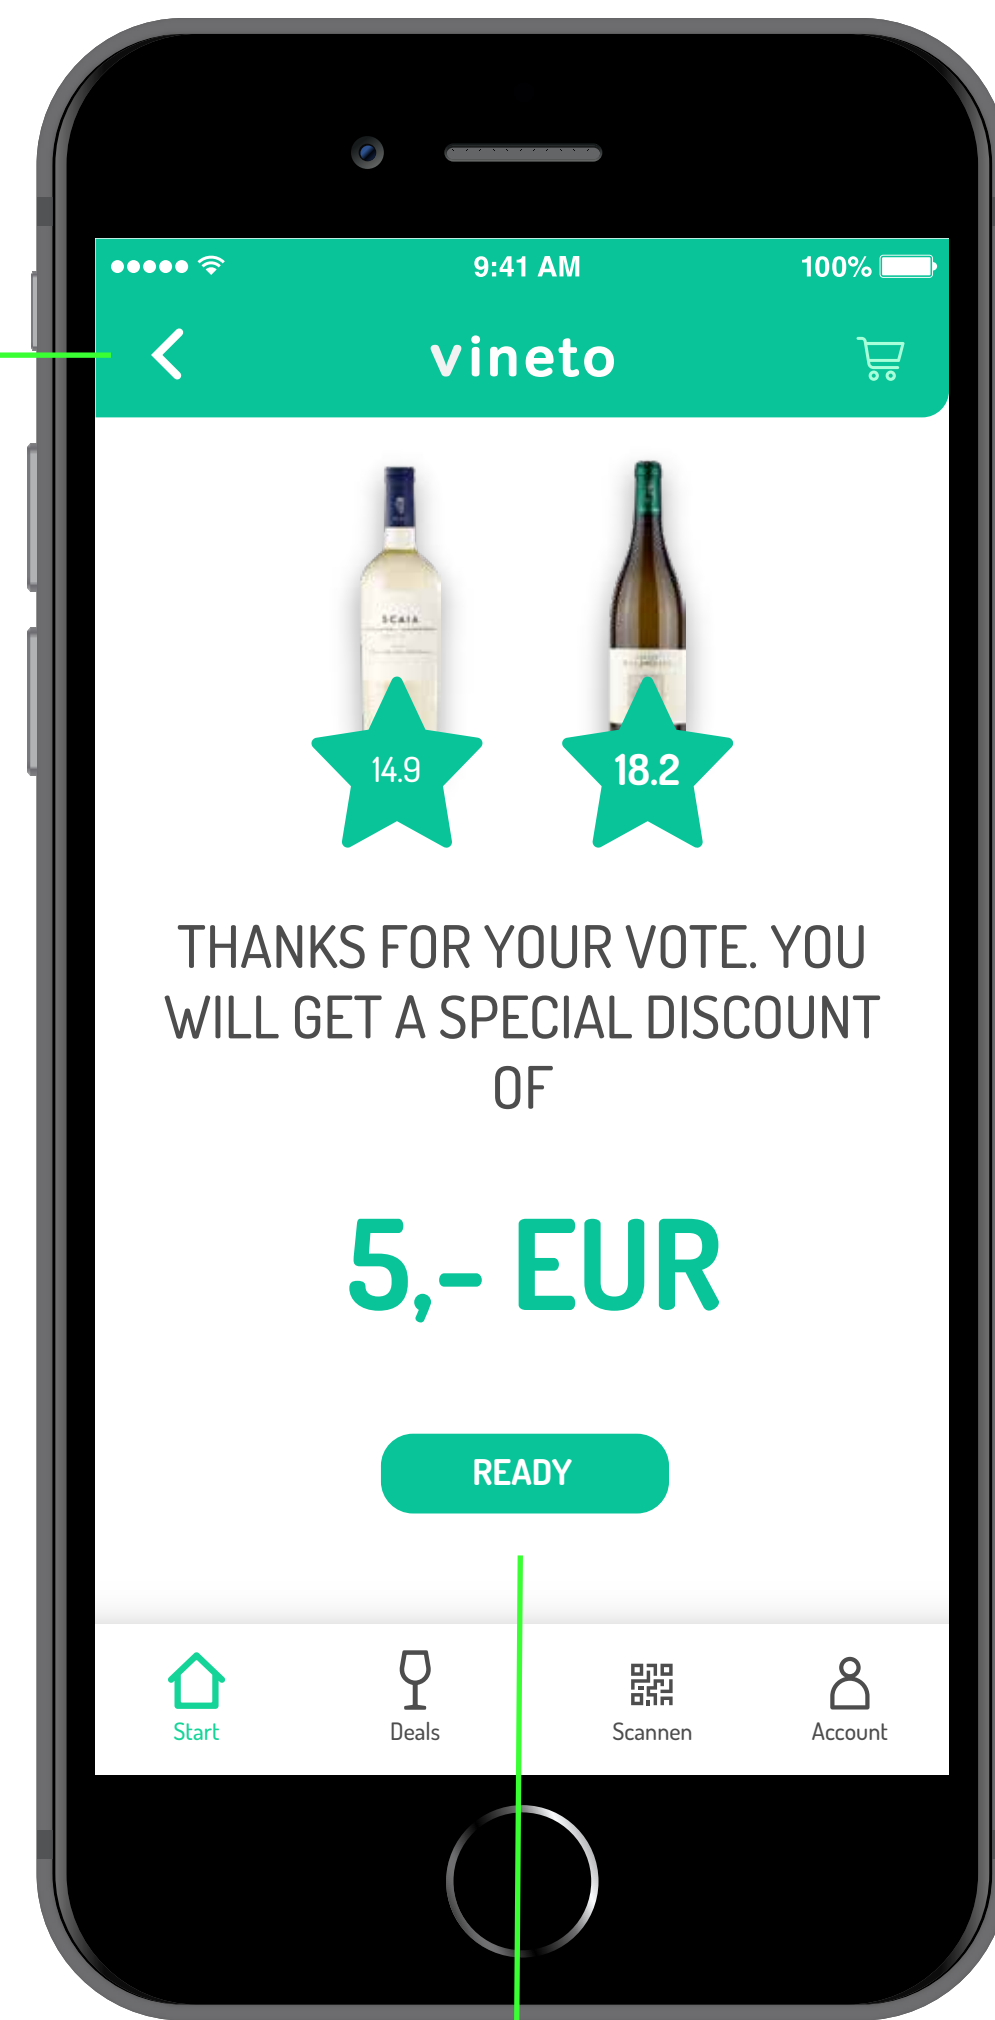 9:41 AM
100%
vineto
SCAIA
14.9
18.2
THANKS FOR YOUR VOTE. YOU
WILL GET A SPECIAL DISCOUNT
OF
5,- EUR
READY
Start
Deals
Scannen
Account